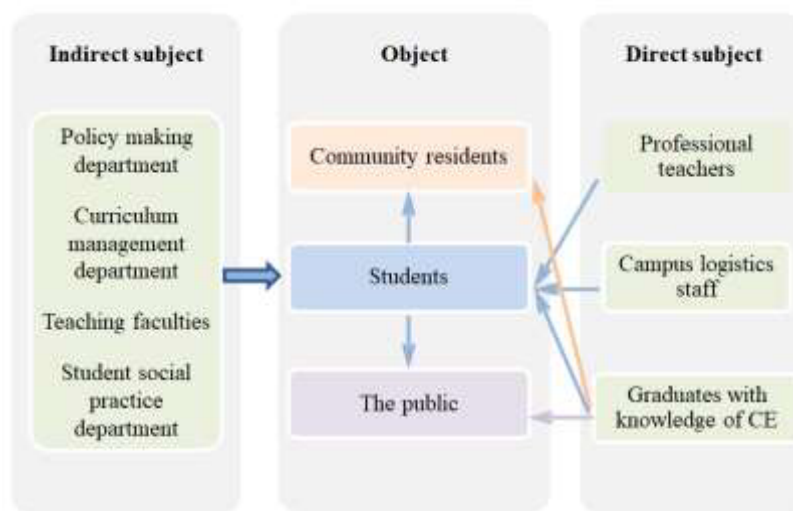 Indirect subject
Policy making
department
Curriculum
management
department
Teaching faculties
Student social
practice
department
Object
Community residents
Students
The public
Direct subject
Professional
teachers
Campus logistics
staff
Graduates with
knowledge of CE